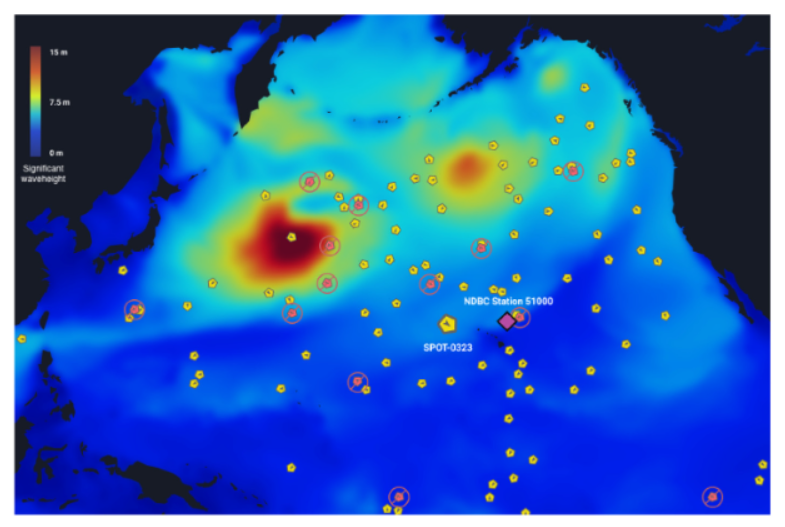 15 m
7.5 m
0 m
Significant
waveheight
NDBC Station 51000
SPOT-0323